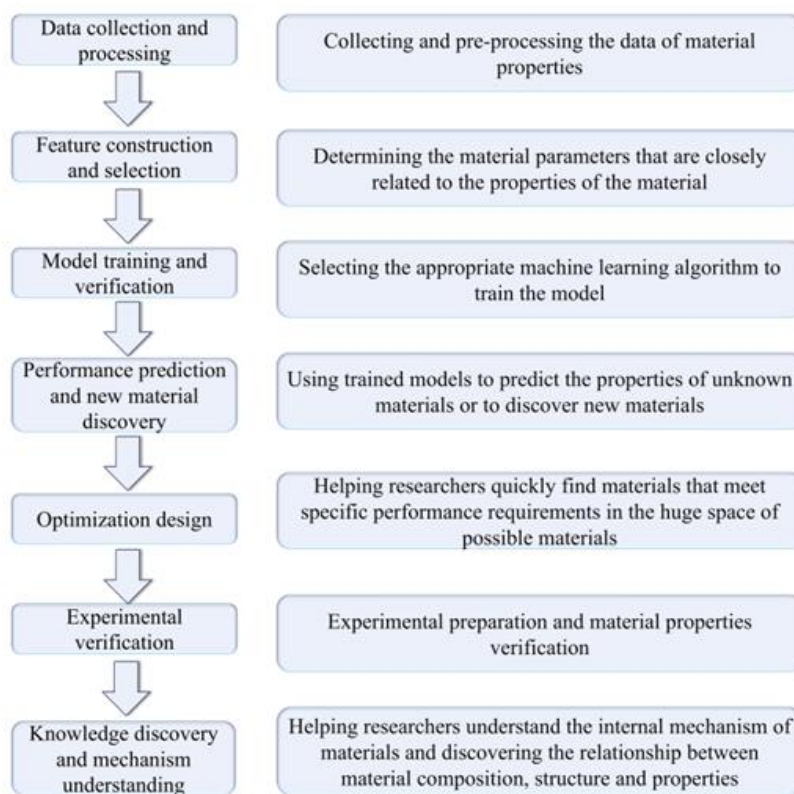 Data collection and
processing
Collecting and pre-processing the data of material
properties
Feature construction
and selection
Determining the material parameters that are closely
related to the properties of the material
Model training and
verification
Selecting the appropriate machine learning algorithm to
train the model
Performance prediction
and new material
discovery
Using trained models to predict the properties of unknown
materials or to discover new materials
Optimization design
Helping researchers quickly find materials that meet
specific performance requirements in the huge space of
possible materials
Experimental
verification
Experimental preparation and material properties
verification
Knowledge discovery
and mechanism
understanding
Helping researchers understand the internal mechanism of
materials and discovering the relationship between
material composition, structure and properties